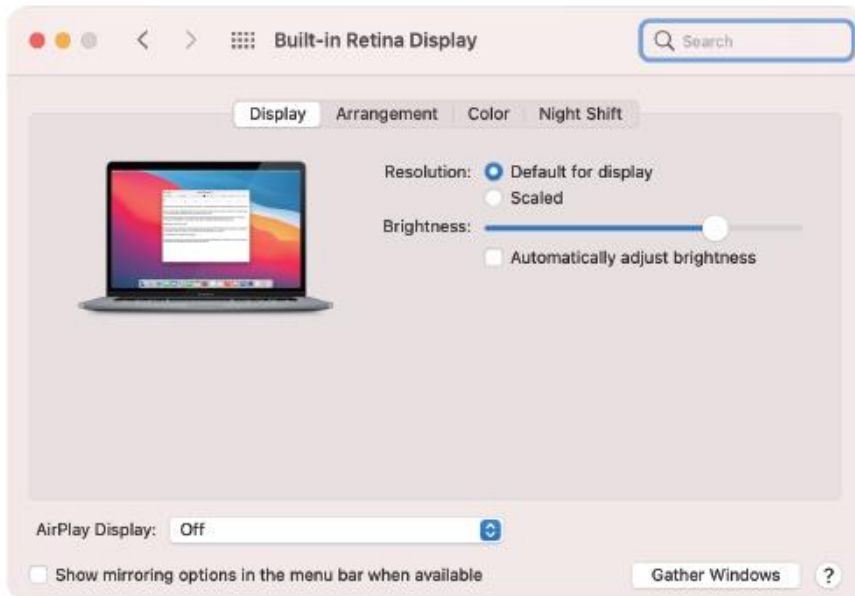 Built-in Retina Display
Search
Display Arrangement Color Night Shift
Resolution: Default for display
Scaled
Brightness:
Automatically adjust brightness
AirPlay Display: Off
Show mirroring options in the menu bar when available
Gather Windows ?